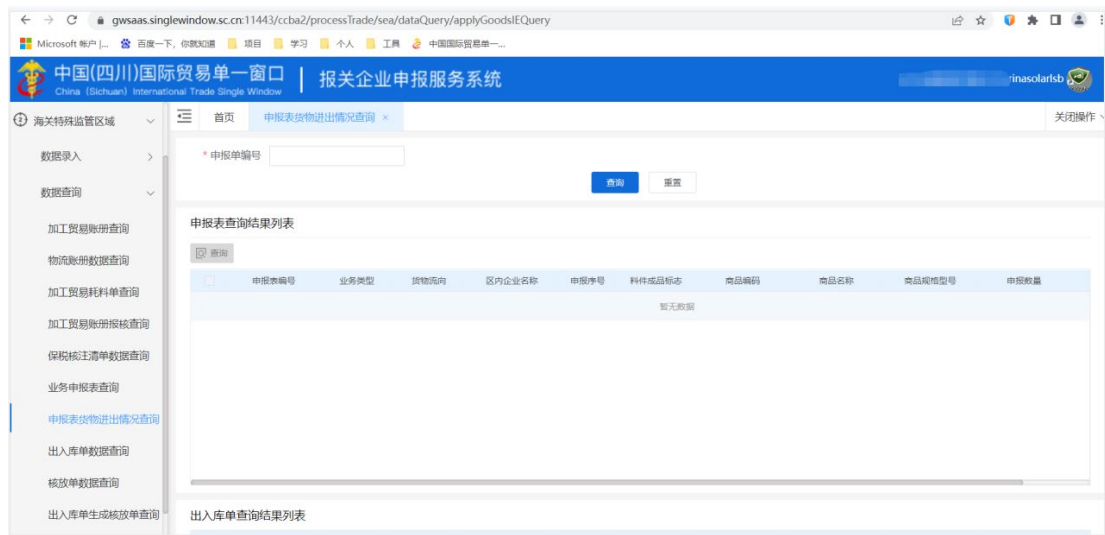 gwsaas.singlewindow.sc.cn:11443/ccba2/processTrade/sea/dataQuery/applyGoodsIEQuery
Microsoft 帐户 |... 百度一下，你就知道 项目 学习 个人 工具 中国国际贸易单一...
中国(四川)国际贸易单一窗口 | 报关企业申报服务系统
China (Sichuan) International Trade Single Window
rinasolarlsb
海关特殊监管区域
首页 申报表货物进出情况查询 × 关闭操作
数据录入
* 申报单编号
查询 重置
数据查询
申报表查询结果列表
加工贸易账册查询
查询
物流账册数据查询
申报表编号 业务类型 货物流向 区内企业名称 申报序号 料件成品标志 商品编码 商品名称 商品规格型号 申报数量
加工贸易耗料单查询
暂无数据
加工贸易账册报核查询
保税核注清单数据查询
业务申报表查询
申报表货物进出情况查询
出入库单数据查询
核放单数据查询
出入库单生成核放单查询
出入库单查询结果列表